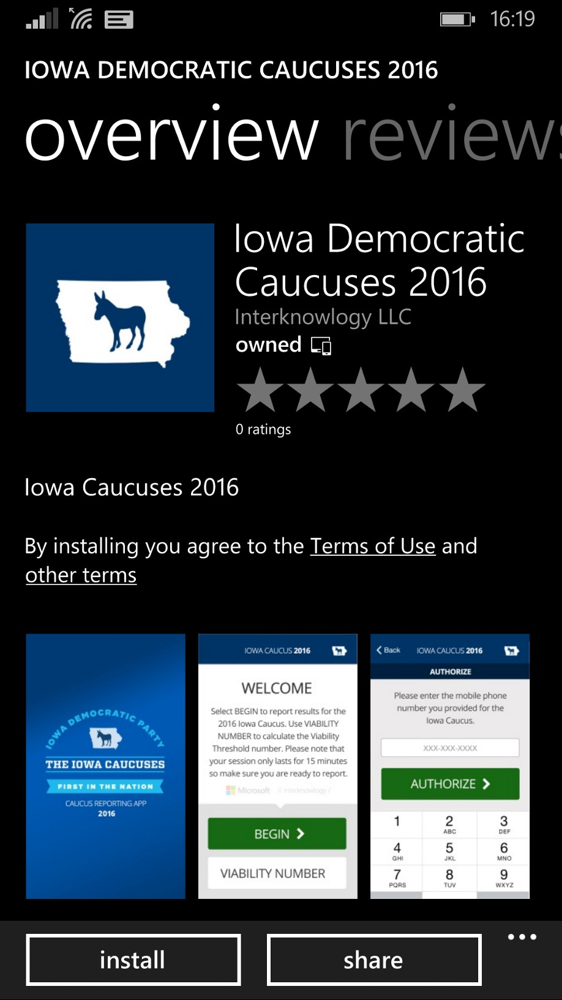 16:19
IOWA DEMOCRATIC CAUCUSES 2016
overview reviews
Iowa Democratic
Caucuses 2016
Interknowlogy LLC
owned
0 ratings
Iowa Caucuses 2016
By installing you agree to the Terms of Use and
other terms
IOWA DEMOCRATIC PARTY
THE IOWA CAUCUSES
FIRST IN THE NATION
CAUCUS REPORTING APP
2016
IOWA CAUCUS 2016
WELCOME
Select BEGIN to report results for the
2016 Iowa Caucus. Use VIABILITY
NUMBER to calculate the Viability
Threshold number. Please note that
your session only lasts for 15 minutes
so make sure you are ready to report.
Microsoft // interknowlogy /
BEGIN
VIABILITY NUMBER
Back IOWA CAUCUS 2016
AUTHORIZE
Please enter the mobile phone
number you provided for the
Iowa Caucus.
XXX-XXX-XXXX
AUTHORIZE
1 2 3
ABC DEF
4 5 6
GHI JKL MNO
7 8 9
PQRS TUV WXYZ
install share